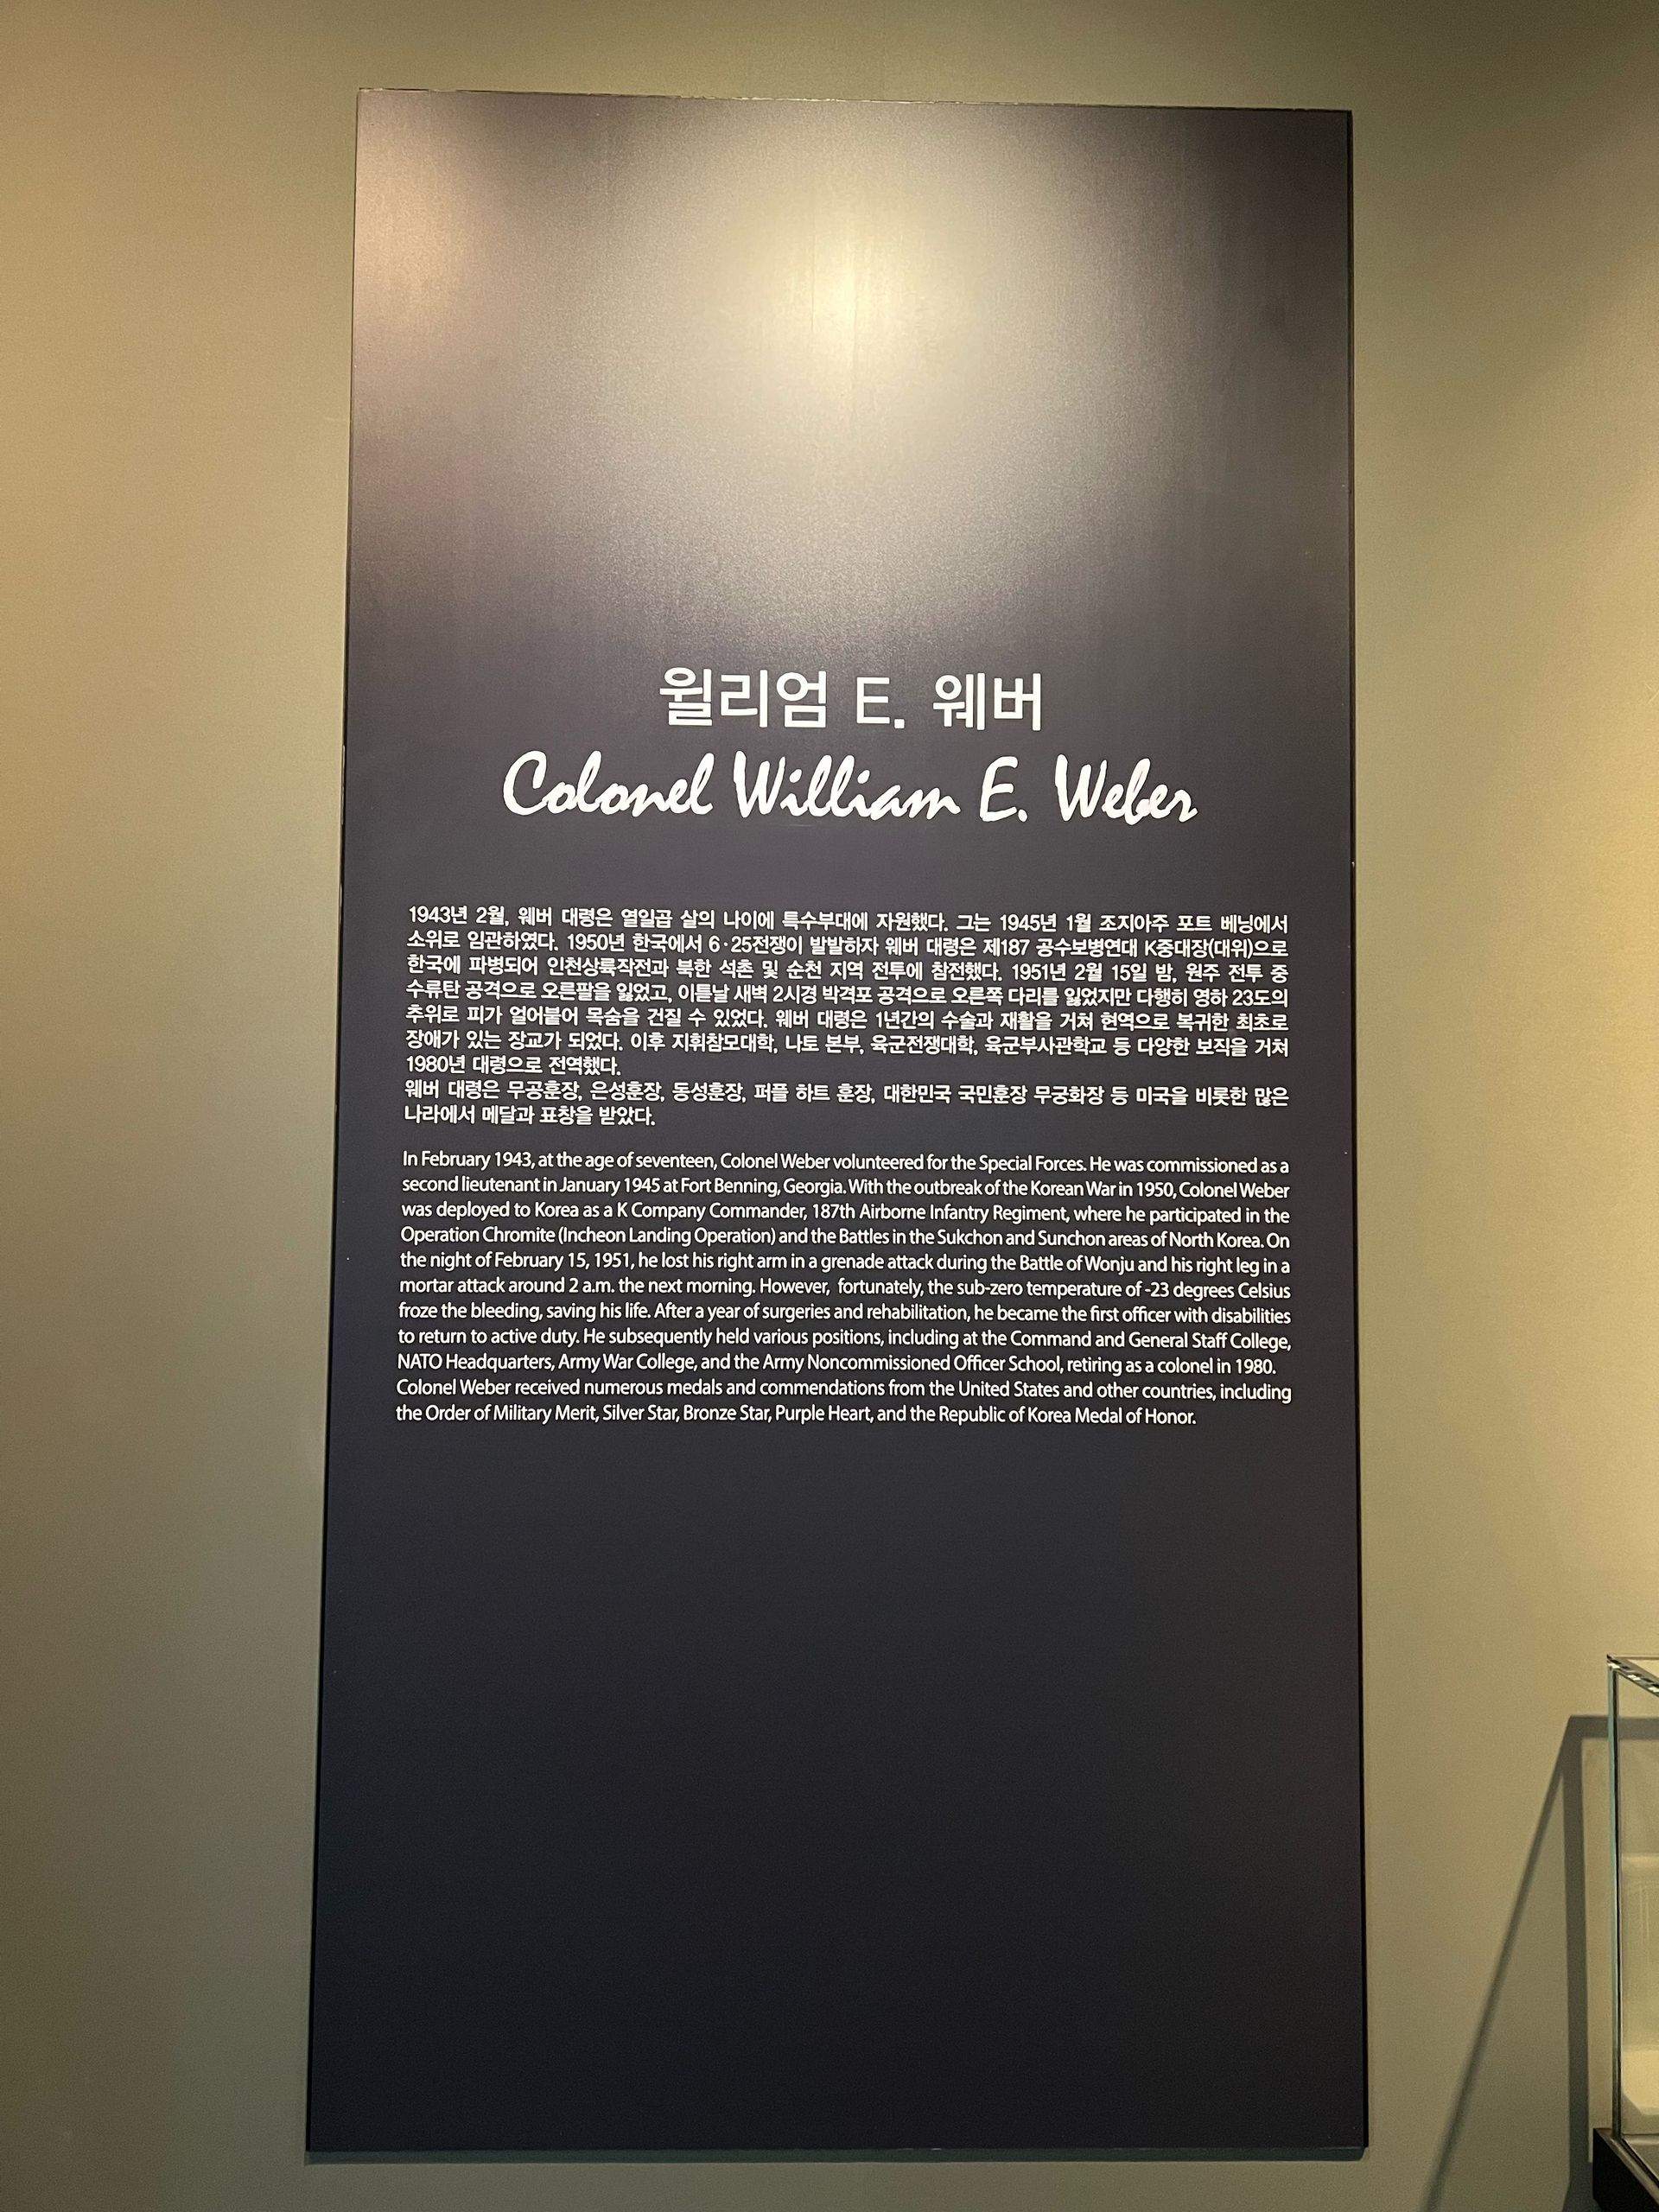 윌리엄 E. 웨버
Colonel William E. Weber
1943년 2월, 웨버 대령은 열일곱 살의 나이에 특수부대에 자원했다. 그는 1945년 1월 조지아주 포트 베닝에서
소위로 임관하였다. 1950년 한국에서 6·25전쟁이 발발하자 웨버 대령은 제187 공수보병연대 K중대장(대위)으로
한국에 파병되어 인천상륙작전과 북한 석촌 및 순천 지역 전투에 참전했다. 1951년 2월 15일 밤, 원주 전투 중
수류탄 공격으로 오른팔을 잃었고, 이튿날 새벽 2시경 박격포 공격으로 오른쪽 다리를 잃었지만 다행히 영하 23도의
추위로 피가 얼어붙어 목숨을 건질 수 있었다. 웨버 대령은 1년간의 수술과 재활을 거쳐 현역으로 복귀한 최초로
장애가 있는 장교가 되었다. 이후 지휘참모대학, 나토 본부, 육군전쟁대학, 육군부사관학교 등 다양한 보직을 거쳐
1980년 대령으로 전역했다.
웨버 대령은 무공훈장, 은성훈장, 동성훈장, 퍼플 하트 훈장, 대한민국 국민훈장 무궁화장 등 미국을 비롯한 많은
나라에서 메달과 표창을 받았다.
In February 1943, at the age of seventeen, Colonel Weber volunteered for the Special Forces. He was commissioned as a
second lieutenant in January 1945 at Fort Benning, Georgia. With the outbreak of the Korean War in 1950, Colonel Weber
was deployed to Korea as a K Company Commander, 187th Airborne Infantry Regiment, where he participated in the
Operation Chromite (Incheon Landing Operation) and the Battles in the Sukchon and Sunchon areas of North Korea. On
the night of February 15, 1951, he lost his right arm in a grenade attack during the Battle of Wonju and his right leg in a
mortar attack around 2 a.m. the next morning. However, fortunately, the sub-zero temperature of -23 degrees Celsius
froze the bleeding, saving his life. After a year of surgeries and rehabilitation, he became the first officer with disabilities
to return to active duty. He subsequently held various positions, including at the Command and General Staff College,
NATO Headquarters, Army War College, and the Army Noncommissioned Officer School, retiring as a colonel in 1980.
Colonel Weber received numerous medals and commendations from the United States and other countries, including
the Order of Military Merit, Silver Star, Bronze Star, Purple Heart, and the Republic of Korea Medal of Honor.